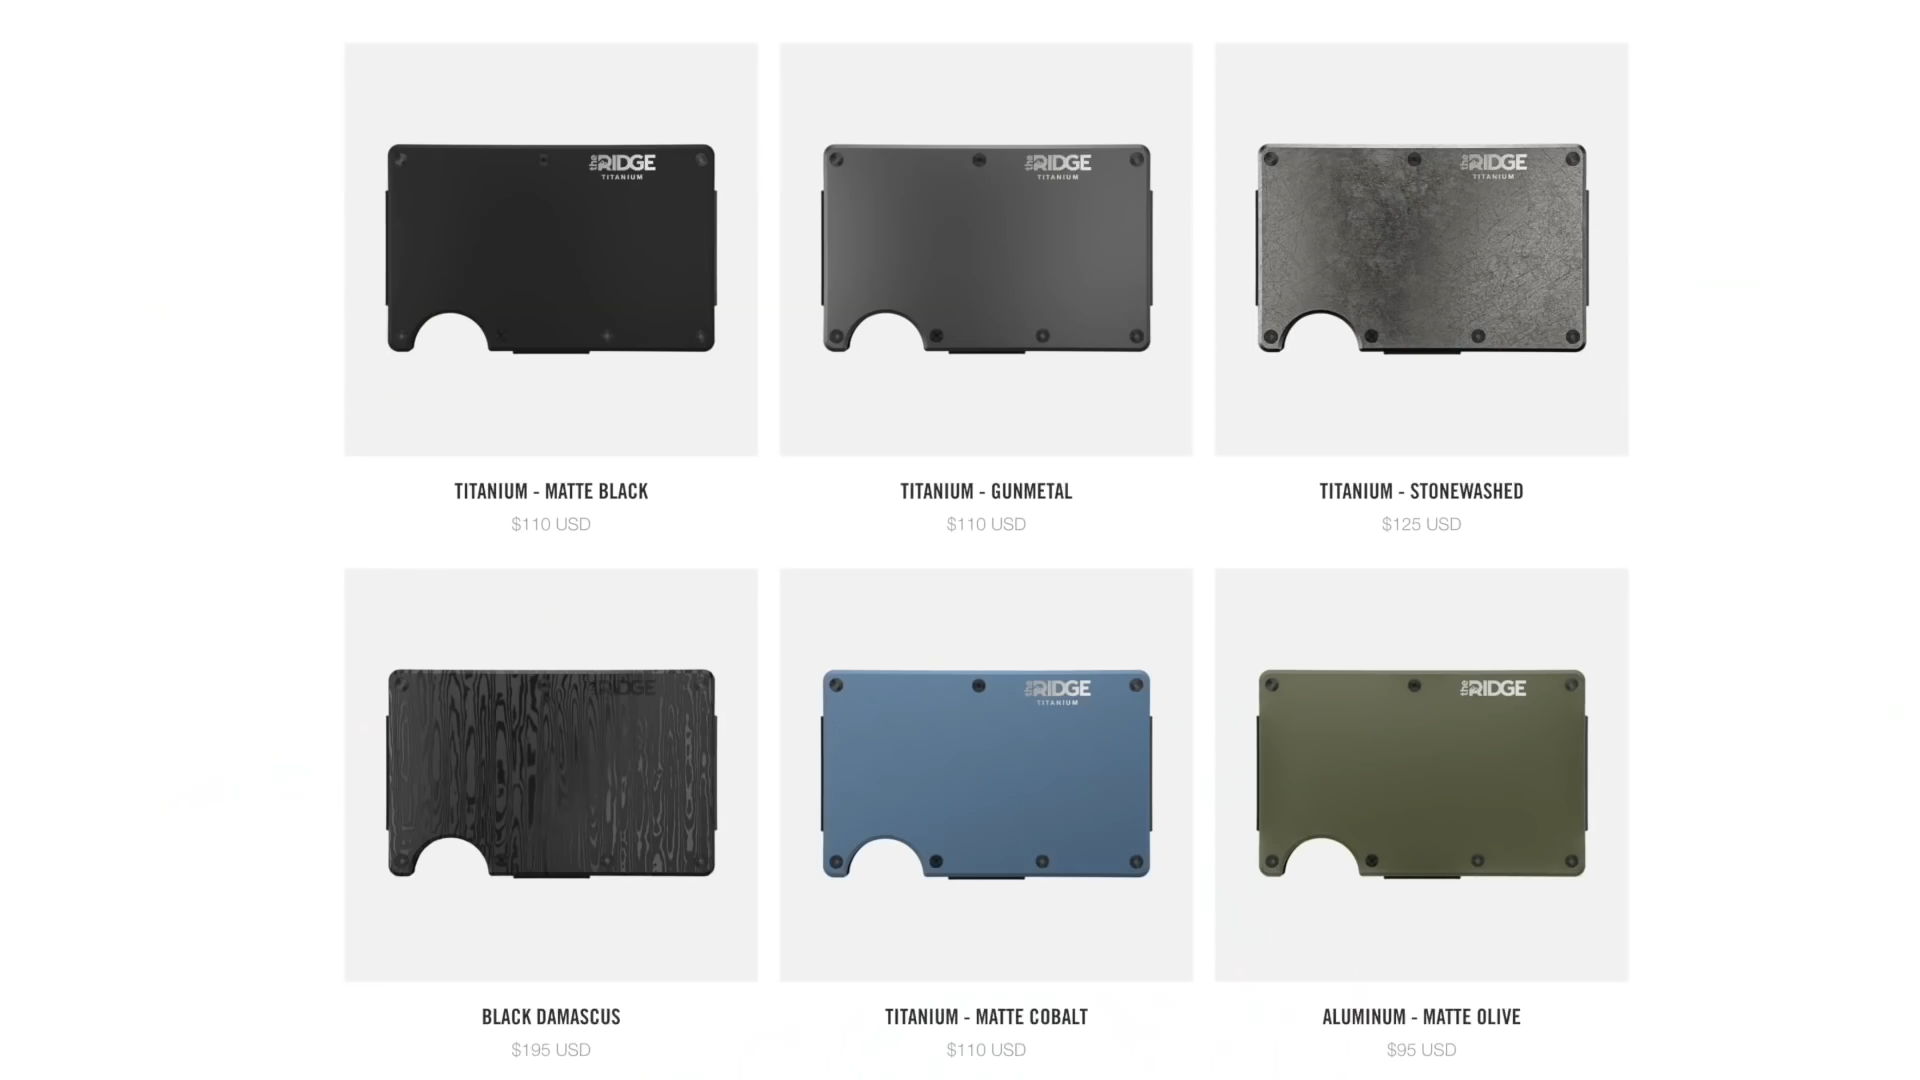 the RIDGE
TITANIUM
the RIDGE
TITANIUM
the RIDGE
TITANIUM
TITANIUM - MATTE BLACK
$110 USD
TITANIUM - GUNMETAL
$110 USD
TITANIUM - STONEWASHED
$125 USD
the RIDGE
the RIDGE
TITANIUM
the RIDGE
BLACK DAMASCUS
$195 USD
TITANIUM - MATTE COBALT
$110 USD
ALUMINUM - MATTE OLIVE
$95 USD